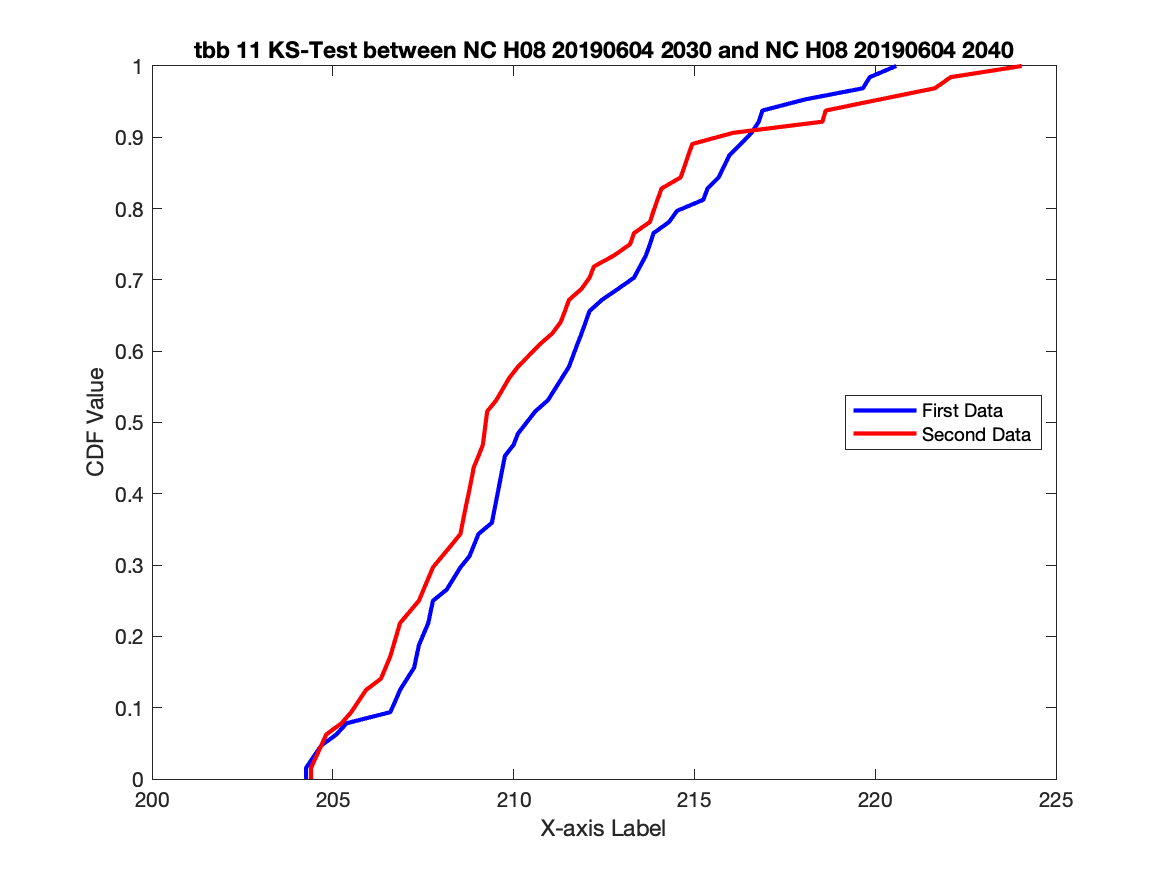 tbb 11 KS-Test between NC H08 20190604 2030 and NC H08 20190604 2040
1
0.9
0.8
0.7
0.6
0.5
0.4
0.3
0.2
0.1
0
CDF Value
First Data
Second Data
200 205 210 215 220 225
X-axis Label